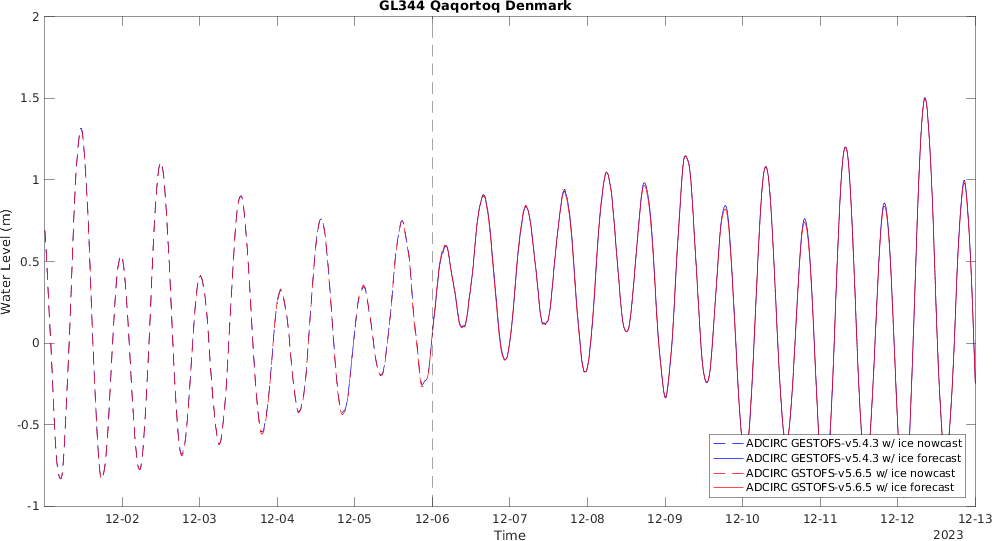 GL344 Qaqortoq Denmark
2
1.5
1
0.5
0
-0.5
-1
Water Level (m)
12-02 12-03 12-04 12-05 12-06 12-07 12-08 12-09 12-10 12-11 12-12 12-13
Time
2023
ADCIRC GESTOFS-v5.4.3 w/ ice nowcast
ADCIRC GESTOFS-v5.4.3 w/ ice forecast
ADCIRC GSTOFS-v5.6.5 w/ ice nowcast
ADCIRC GSTOFS-v5.6.5 w/ ice forecast